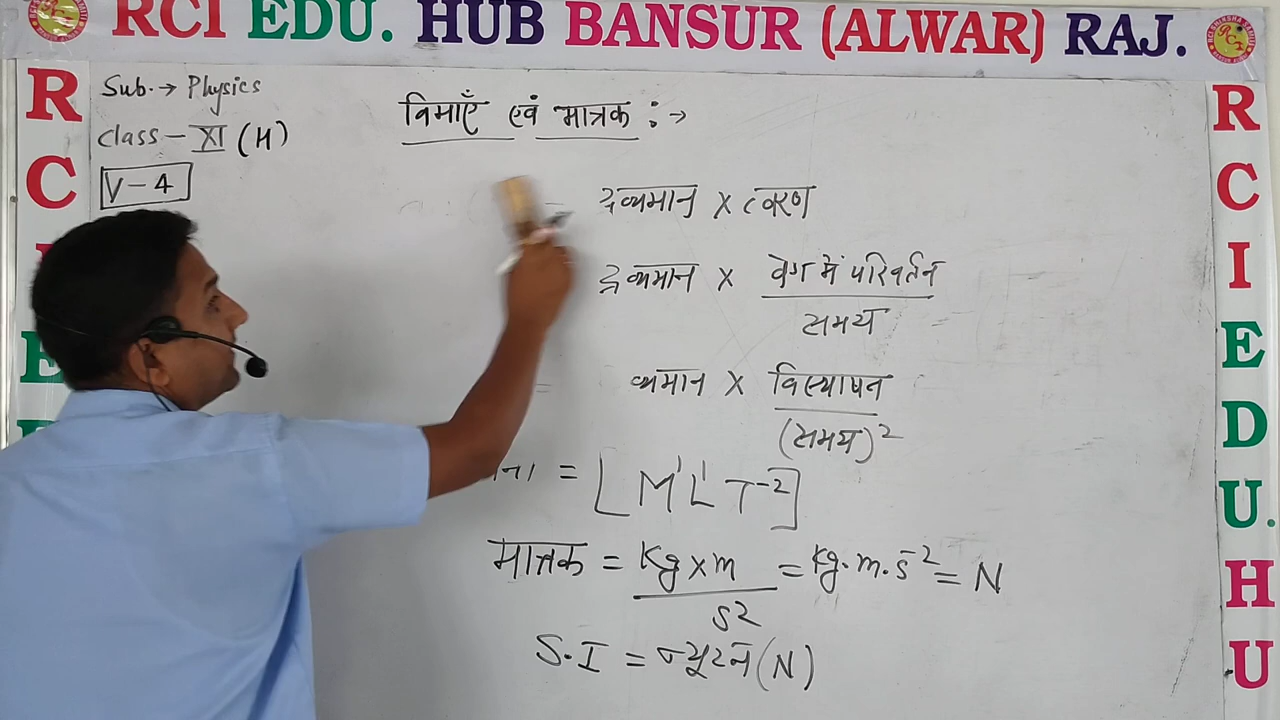 RCI EDU. HUB BANSUR (ALWAR) RAJ.
Sub.→ Physics
Class – XI (H)
V – 4
विमाएँ एवं मात्रक :→
द्रव्यमान × त्वरण
द्रव्यमान × वेग में परिवर्तन
समय
व्यमान × विस्थापन
(समय)²
= [M¹L¹T⁻²]
मात्रक = Kg×m = Kg.m.s⁻² = N
s²
S.I = न्यूटन (N)
R
C
R
C
I
E
D
U.
H
U